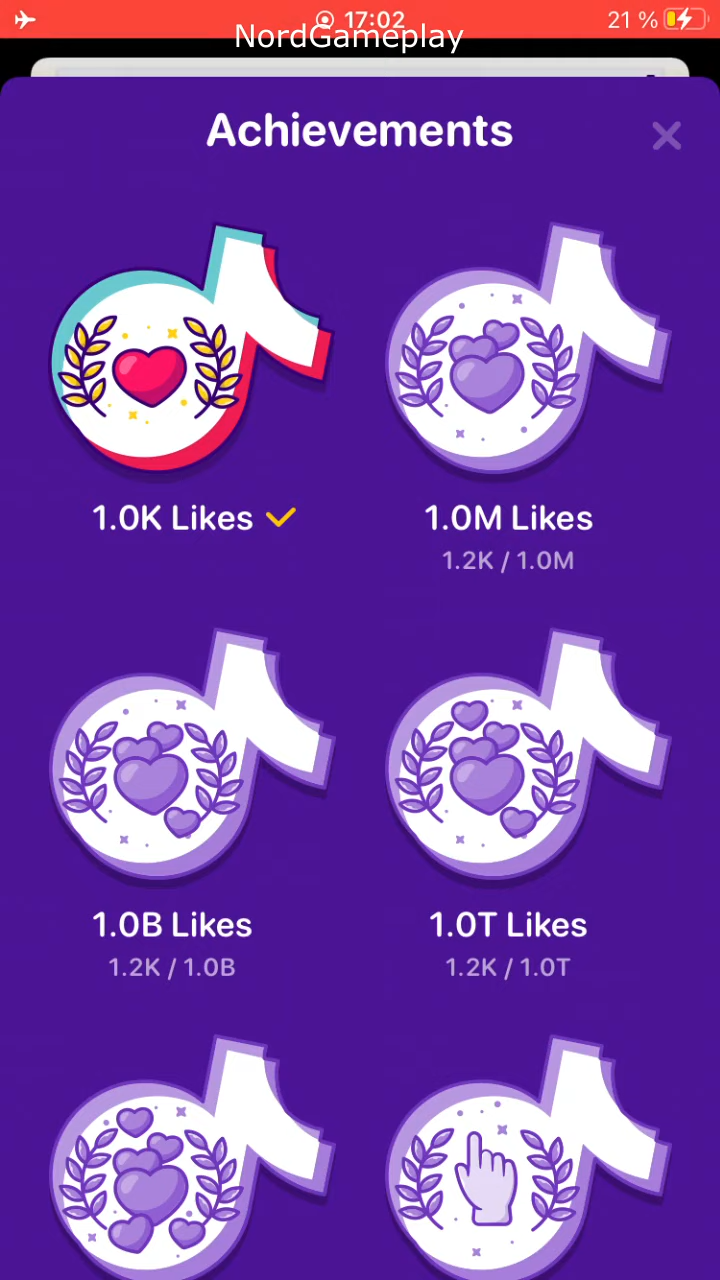 17:02
21 %
NordGameplay
Achievements
1.0K Likes
1.0M Likes
1.2K / 1.0M
1.0B Likes
1.0T Likes
1.2K / 1.0B
1.2K / 1.0T